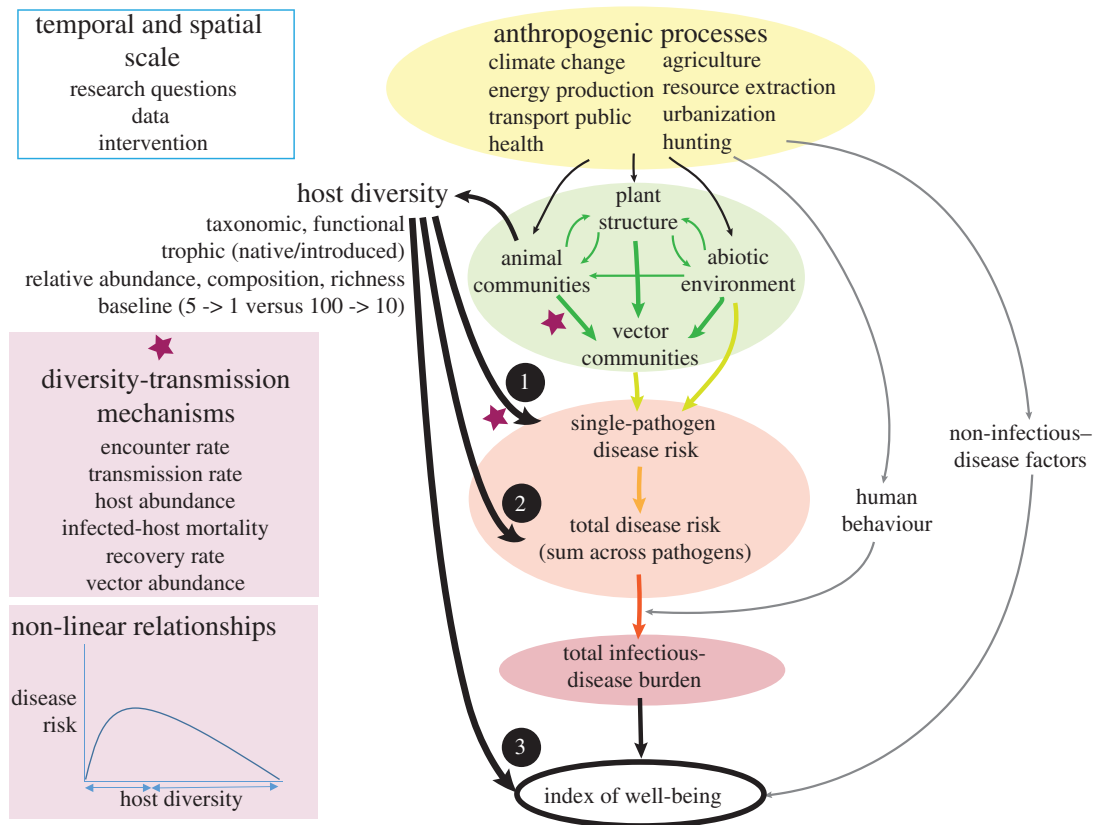 temporal and spatial
scale
research questions
data
intervention
anthropogenic processes
climate change
energy production
transport public
health
agriculture
resource extraction
urbanization
hunting
host diversity
taxonomic, functional
trophic (native/introduced)
relative abundance, composition, richness
baseline (5 -> 1 versus 100 -> 10)
plant
structure
animal
communities
abiotic
environment
vector
communities
diversity-transmission
mechanisms
encounter rate
transmission rate
host abundance
infected-host mortality
recovery rate
vector abundance
1
single-pathogen
disease risk
2
total disease risk
(sum across pathogens)
non-infectious–
disease factors
human
behaviour
non-linear relationships
disease
risk
host diversity
total infectious-
disease burden
3
index of well-being